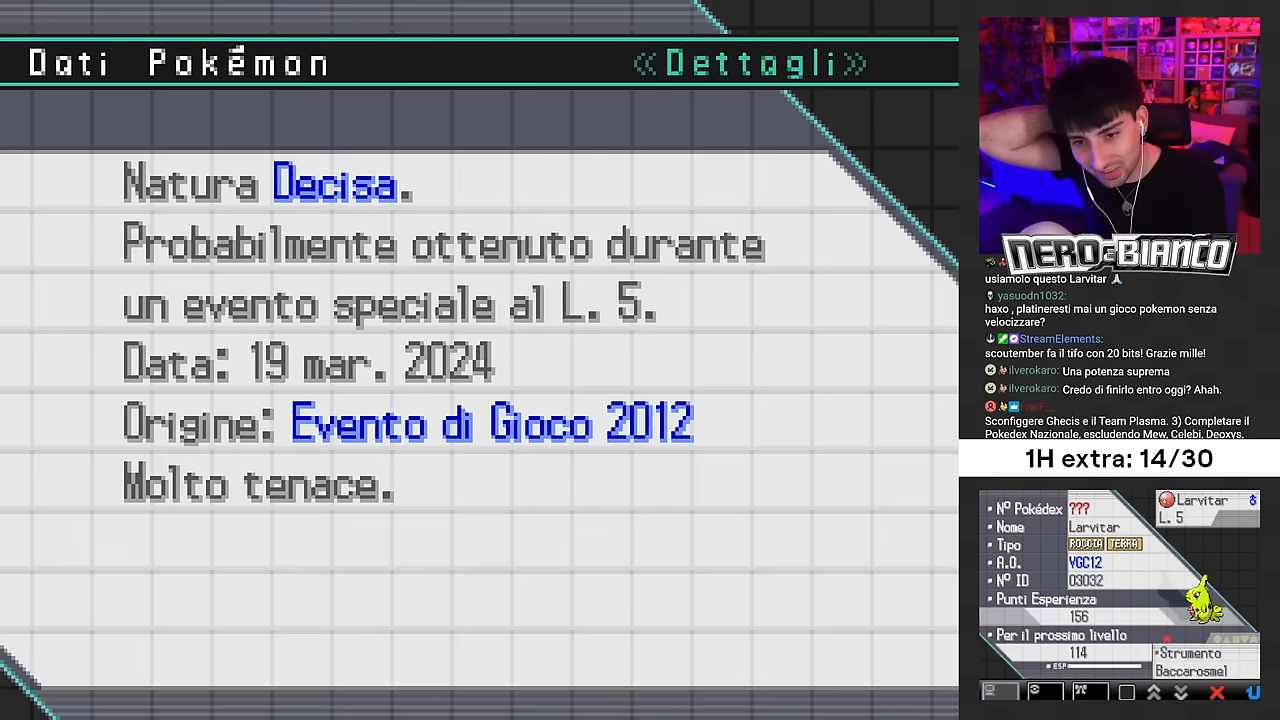 Dati Pokémon
«Dettagli»
Natura Decisa.
Probabilmente ottenuto durante
un evento speciale al L. 5.
Data: 19 mar. 2024
Origine: Evento di Gioco 2012
Molto tenace.
NERO E BIANCO
usiamolo questo Larvitar 🙏🏻
yasuodn1032:
haxo , platineresti mai un gioco pokemon senza
velocizzare?
StreamElements:
scoutember fa il tifo con 20 bits! Grazie mille!
ilverokaro: Una potenza suprema
ilverokaro: Credo di finirlo entro oggi? Ahah.
Sconfiggere Ghecis e il Team Plasma. 3) Completare il
Pokedex Nazionale, escludendo Mew, Celebi, Deoxys,
1H extra: 14/30
Larvitar ♂
L. 5
Nº Pokédex ???
Nome Larvitar
Tipo ROCCIA TERRA
A.O. VGC12
Nº ID 03032
Punti Esperienza
156
Per il prossimo livello
114
ESP
Strumento
Baccarosmel